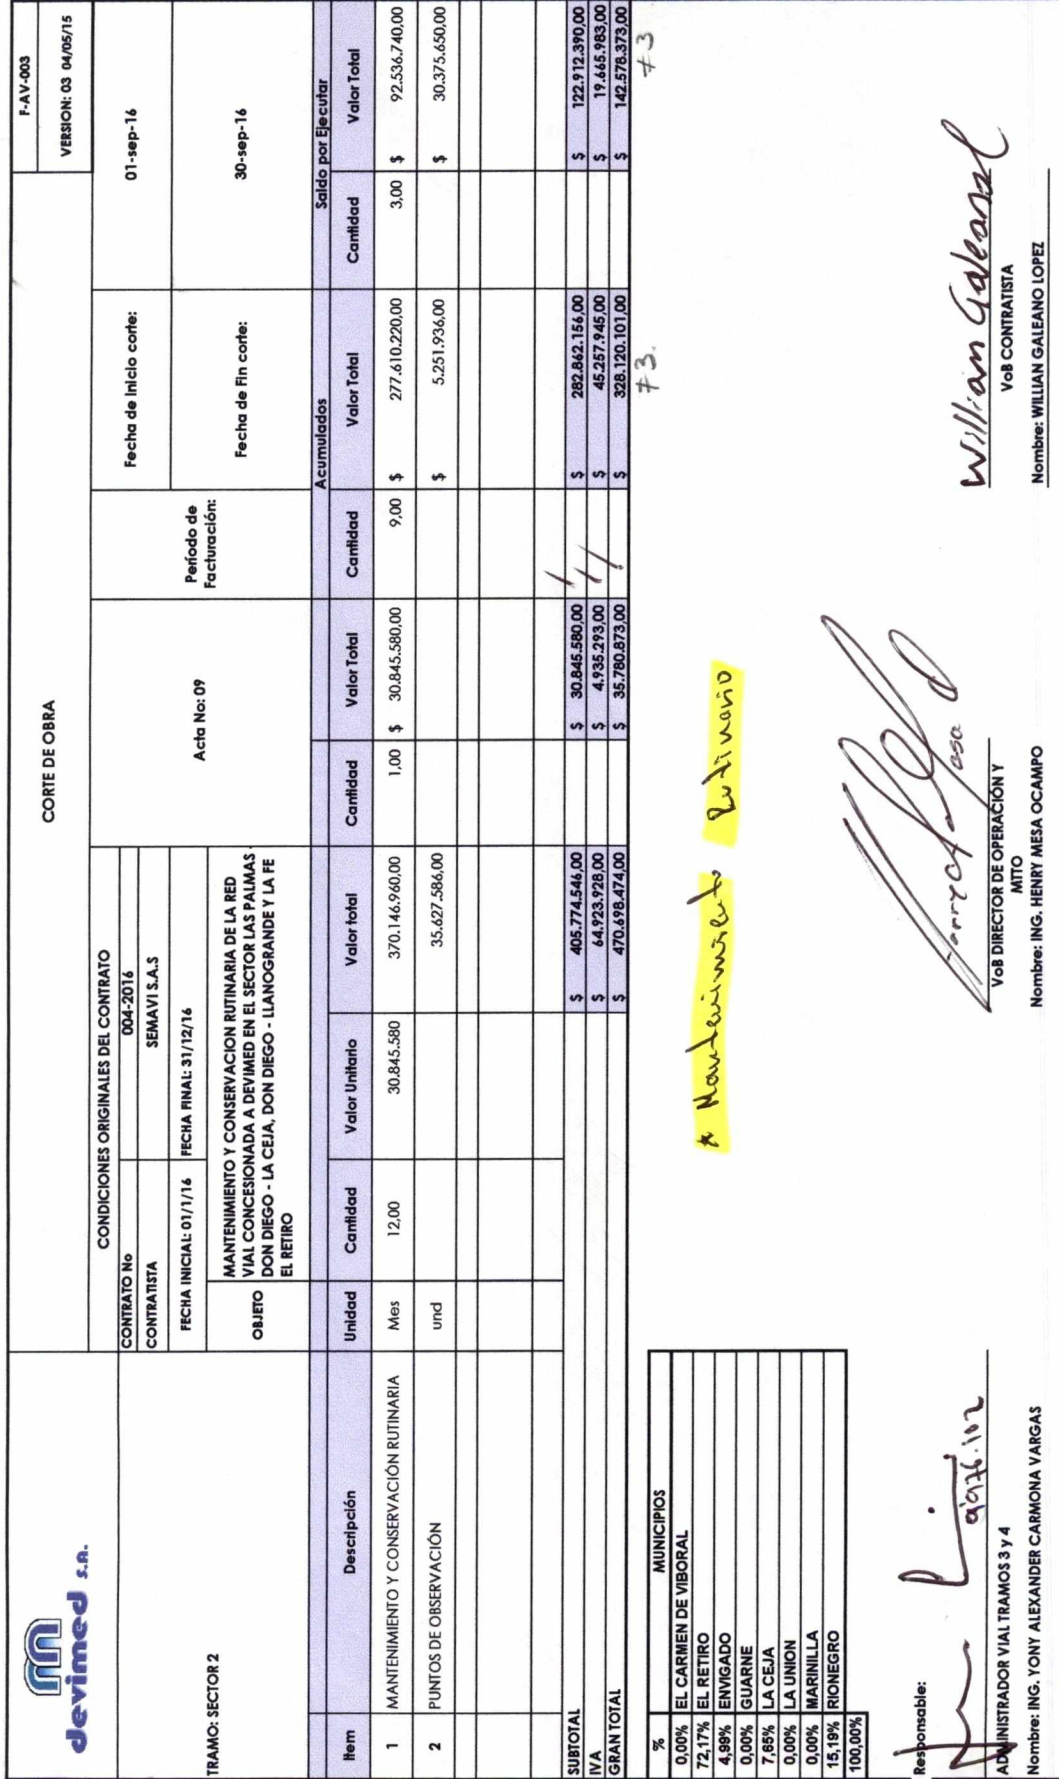 devimed s.a.
CORTE DE OBRA
F-AV-003
VERSION: 03 04/05/15
TRAMO: SECTOR 2
CONDICIONES ORIGINALES DEL CONTRATO
CONTRATO No 004-2016
CONTRATISTA SEMAVI S.A.S
FECHA INICIAL: 01/1/16 FECHA FINAL: 31/12/16
OBJETO MANTENIMIENTO Y CONSERVACION RUTINARIA DE LA RED
VIAL CONCESIONADA A DEVIMED EN EL SECTOR LAS PALMAS
DON DIEGO - LA CEJA, DON DIEGO - LLANOGRANDE Y LA FE
EL RETIRO
Acta No: 09
Período de
Facturación:
Fecha de Inicio corte: 01-sep-16
Fecha de Fin corte: 30-sep-16
Acumulados Saldo por Ejecutar
Item Descripción Unidad Cantidad Valor Unitario Valor total Cantidad Valor Total Cantidad Valor Total Cantidad Valor Total
1 MANTENIMIENTO Y CONSERVACIÓN RUTINARIA Mes 12,00 30.845.580 370.146.960,00 1,00 $ 30.845.580,00 9,00 $ 277.610.220,00 3,00 $ 92.536.740,00
2 PUNTOS DE OBSERVACIÓN und 35.627.586,00 $ 5.251.936,00 $ 30.375.650,00
SUBTOTAL $ 405.774.546,00 $ 30.845.580,00 $ 282.862.156,00 $ 122.912.390,00
IVA $ 64.923.928,00 $ 4.935.293,00 $ 45.257.945,00 $ 19.665.983,00
GRAN TOTAL $ 470.698.474,00 $ 35.780.873,00 $ 328.120.101,00 $ 142.578.373,00
≠3. ≠3
% MUNICIPIOS
0,00% EL CARMEN DE VIBORAL
72,17% EL RETIRO
4,99% ENVIGADO
0,00% GUARNE
7,65% LA CEJA
0,00% LA UNION
0,00% MARINILLA
15,19% RIONEGRO
100,00%
* Mantenimiento Rutinario
Responsable:
ADMINISTRADOR VIAL TRAMOS 3 y 4
Nombre: ING. YONY ALEXANDER CARMONA VARGAS
VoB DIRECTOR DE OPERACIÓN Y
MTO
Nombre: ING. HENRY MESA OCAMPO
Willian Galeano L
VoB CONTRATISTA
Nombre: WILLIAN GALEANO LOPEZ